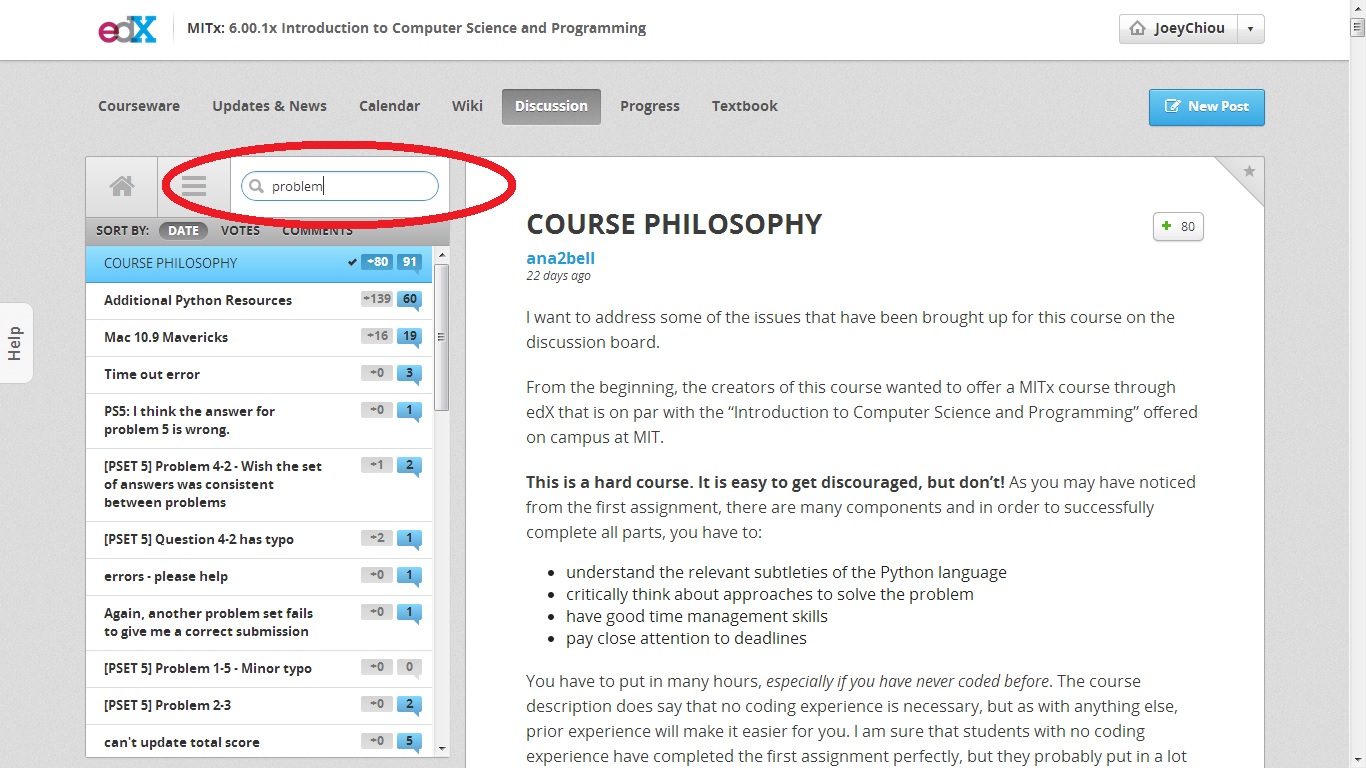 edX
MITx: 6.00.1x Introduction to Computer Science and Programming
JoeyChiou
Courseware
Updates & News
Calendar
Wiki
Discussion
Progress
Textbook
New Post
Help
problem
SORT BY: DATE VOTES COMMENTS
COURSE PHILOSOPHY +80 91
Additional Python Resources +139 60
Mac 10.9 Mavericks +16 19
Time out error +0 3
PS5: I think the answer for +0 1
problem 5 is wrong.
[PSET 5] Problem 4-2 - Wish the set +1 2
of answers was consistent
between problems
[PSET 5] Question 4-2 has typo +2 1
errors - please help +0 1
Again, another problem set fails +0 1
to give me a correct submission
[PSET 5] Problem 1-5 - Minor typo +0 0
[PSET 5] Problem 2-3 +0 2
can't update total score +0 5
COURSE PHILOSOPHY
+ 80
ana2bell
22 days ago
I want to address some of the issues that have been brought up for this course on the
discussion board.
From the beginning, the creators of this course wanted to offer a MITx course through
edX that is on par with the “Introduction to Computer Science and Programming” offered
on campus at MIT.
This is a hard course. It is easy to get discouraged, but don’t! As you may have noticed
from the first assignment, there are many components and in order to successfully
complete all parts, you have to:
• understand the relevant subtleties of the Python language
• critically think about approaches to solve the problem
• have good time management skills
• pay close attention to deadlines
You have to put in many hours, especially if you have never coded before. The course
description does say that no coding experience is necessary, but as with anything else,
prior experience will make it easier for you. I am sure that students with no coding
experience have completed the first assignment perfectly, but they probably put in a lot